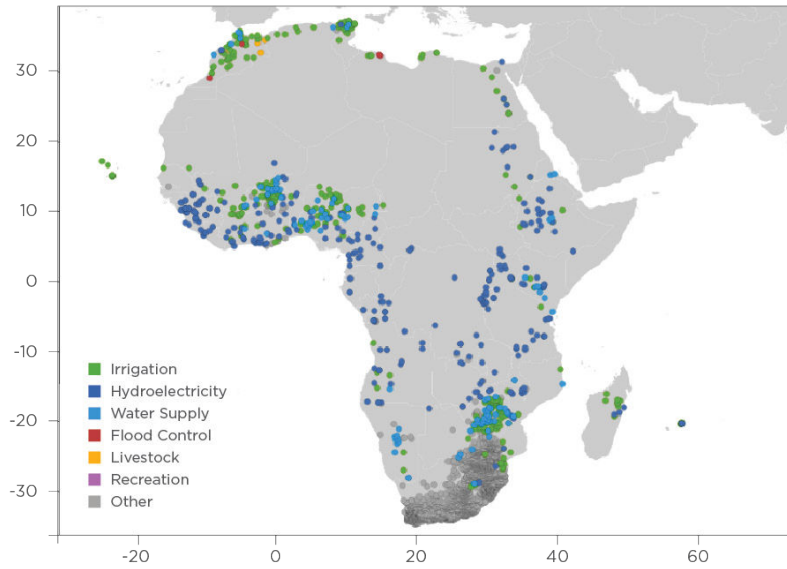 30
20
10
0
-10
-20
-30
Irrigation
Hydroelectricity
Water Supply
Flood Control
Livestock
Recreation
Other
-20
0
20
40
60